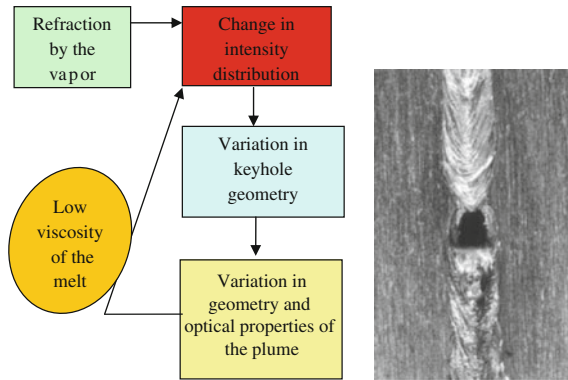 Refraction
by the
vapor
Change in
intensity
distribution
Variation in
keyhole
geometry
Low
viscosity
of the
melt
Variation
in
geometry and
optical properties of
the plume